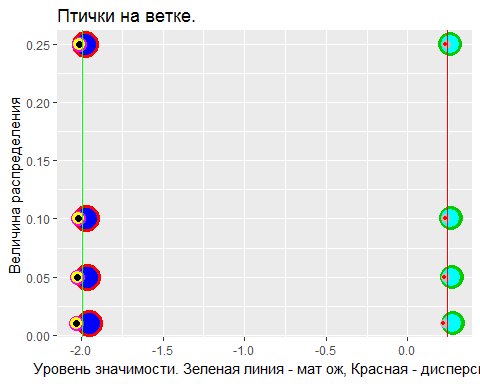 Птички на ветке.
Величина распределения
0.25
0.20
0.15
0.10
0.05
0.00
-2.0 -1.5 -1.0 -0.5 0.0
Уровень значимости. Зеленая линия - мат ож, Красная - дисперс